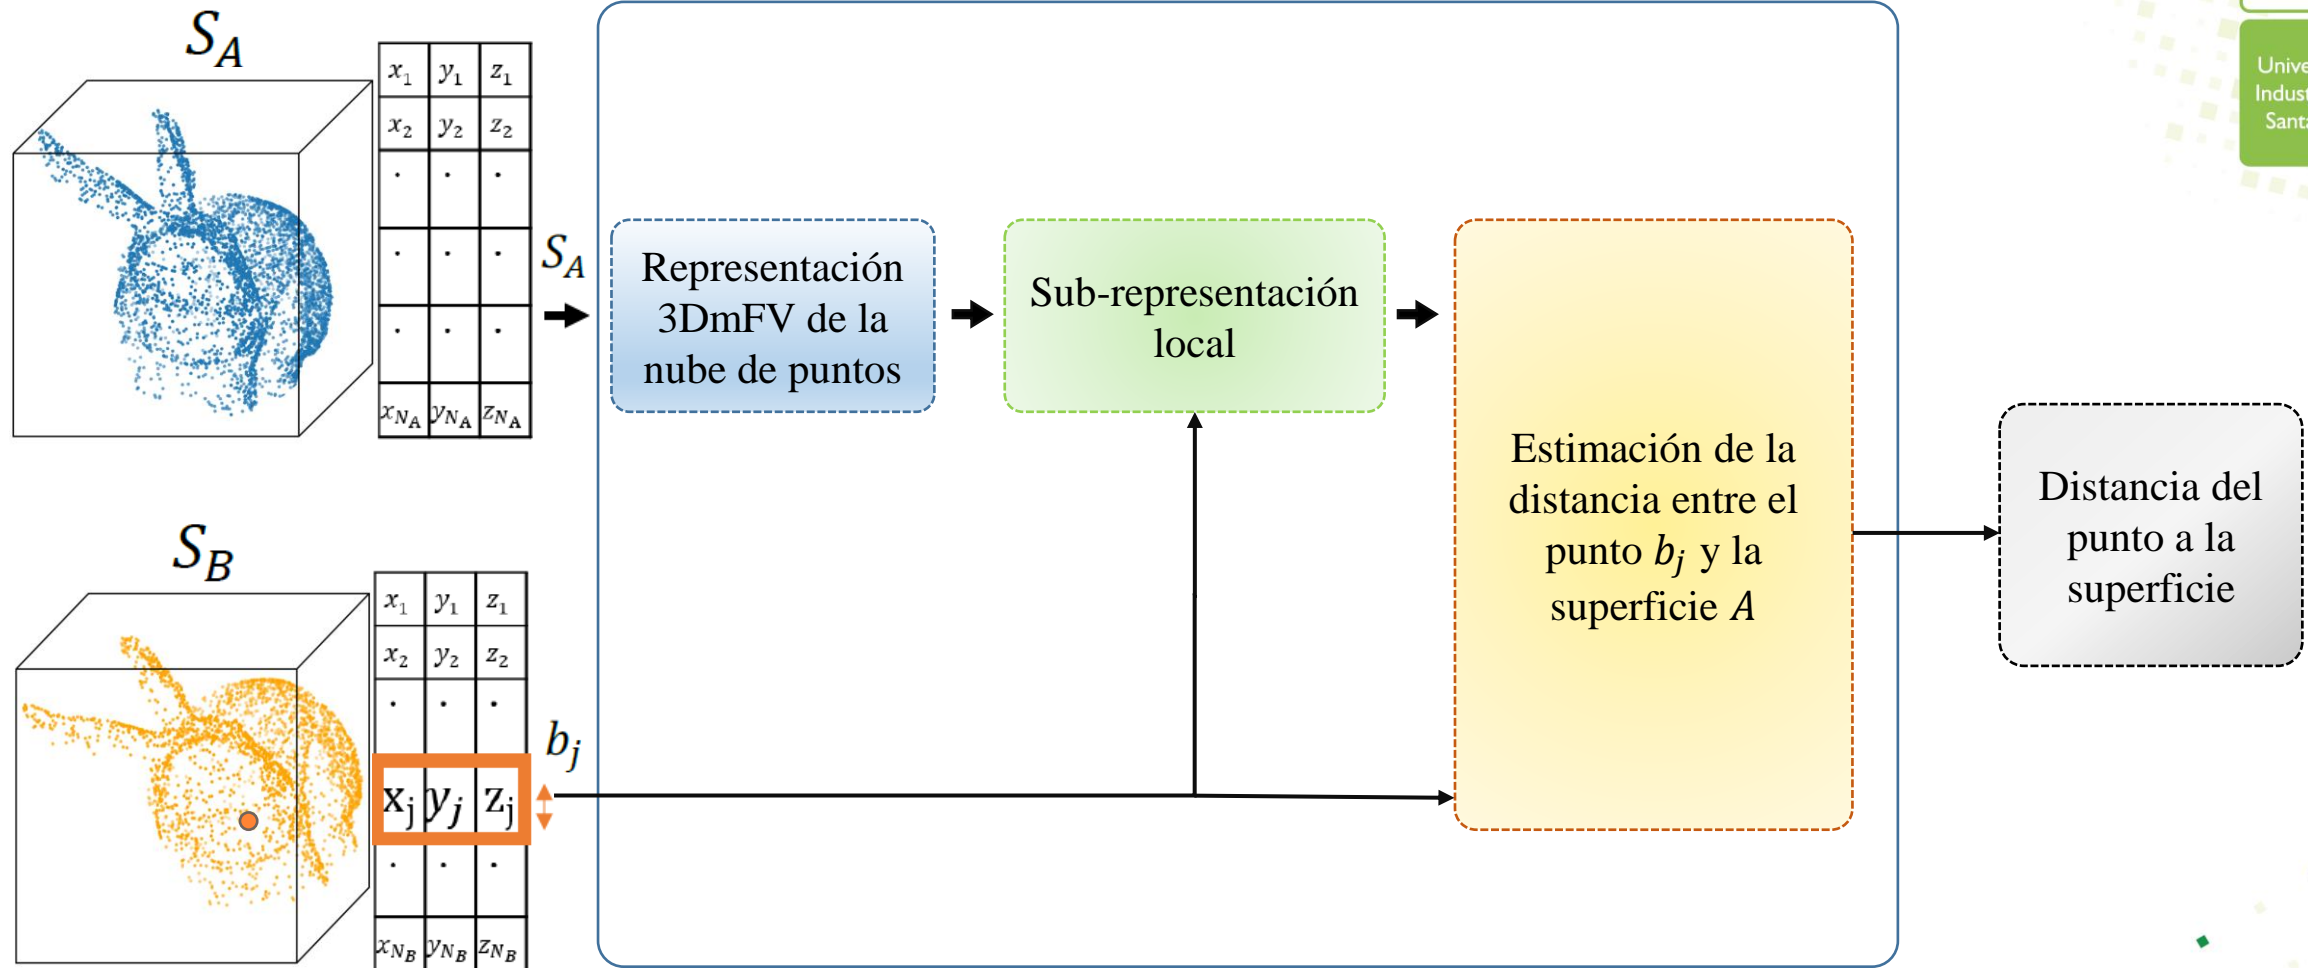 S_A
x_1 y_1 z_1
x_2 y_2 z_2
. . .
. . .
. . .
x_{N_A} y_{N_A} z_{N_A}
S_A
Representación
3DmFV de la
nube de puntos
Sub-representación
local
Estimación de la
distancia entre el
punto b_j y la
superficie A
Distancia del
punto a la
superficie
S_B
x_1 y_1 z_1
x_2 y_2 z_2
. . .
x_j y_j z_j
. . .
x_{N_B} y_{N_B} z_{N_B}
b_j